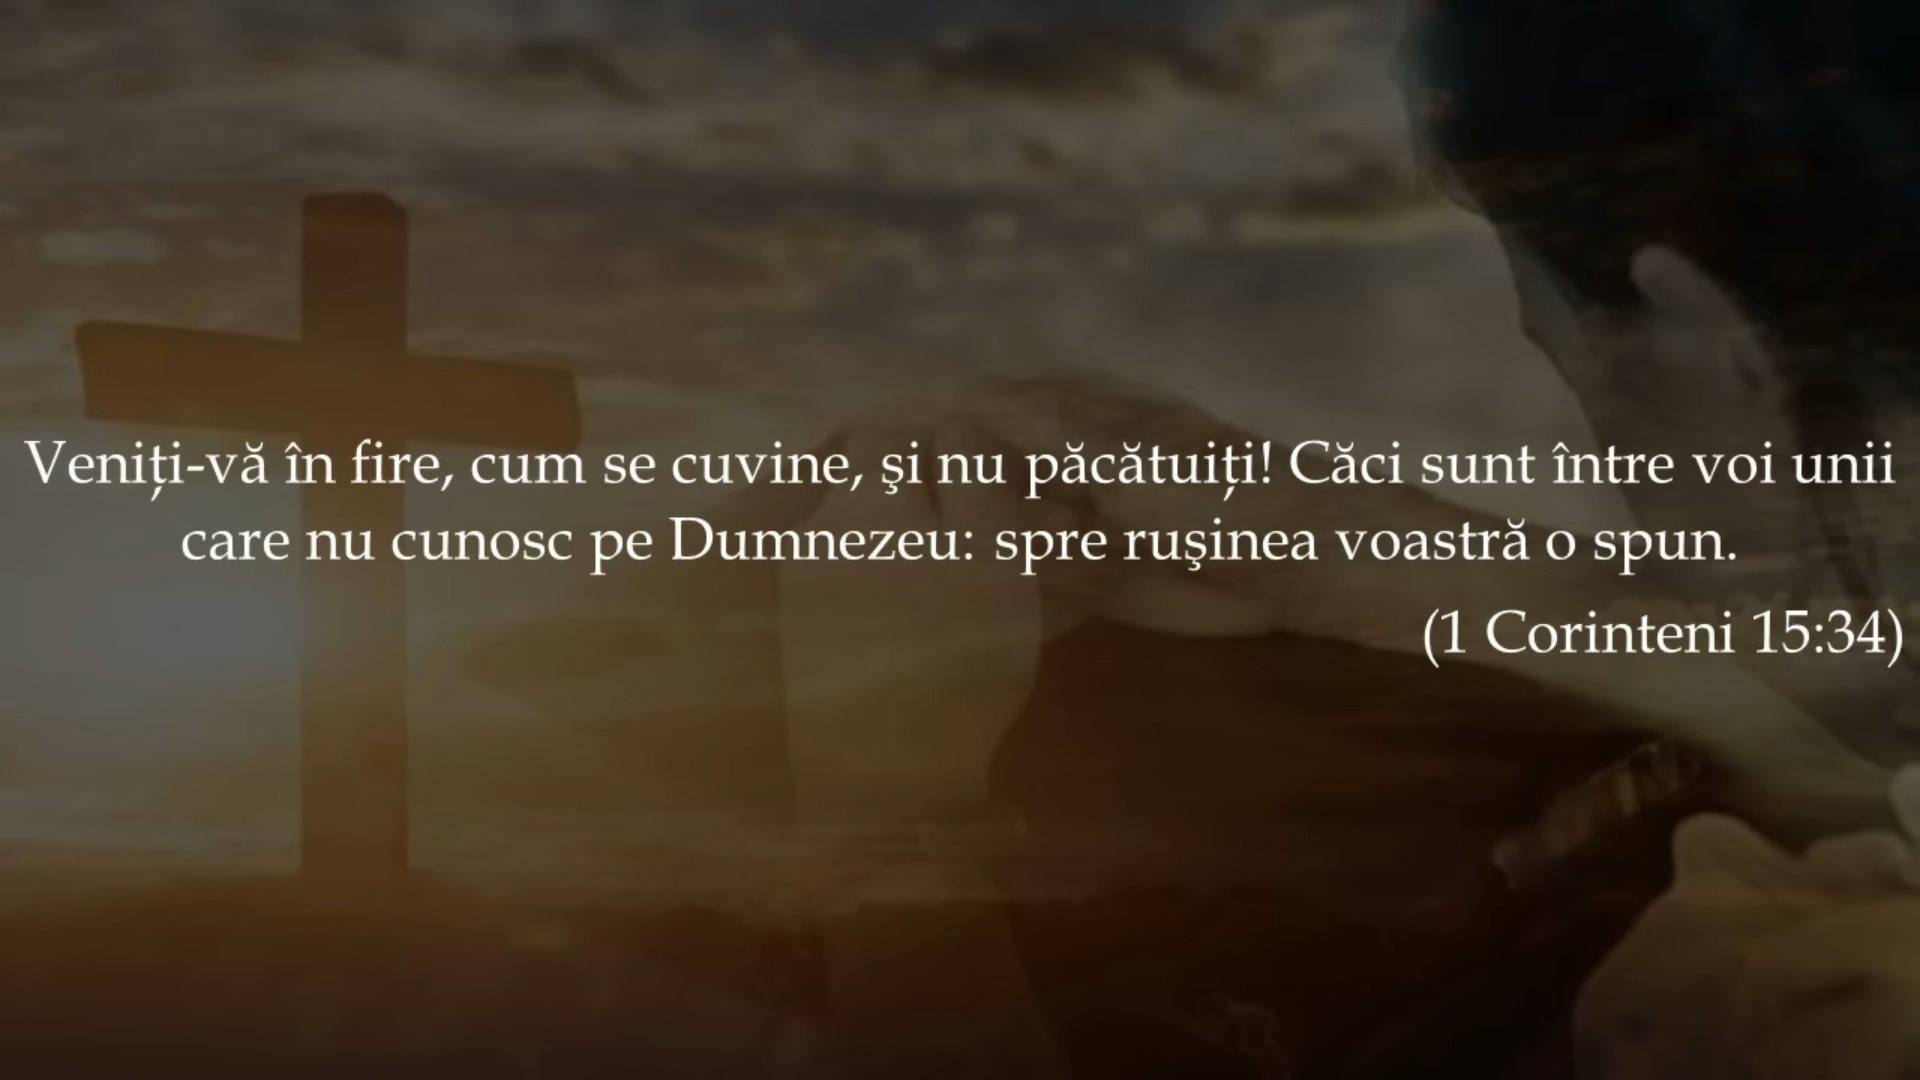 Veniți-vă în fire, cum se cuvine, şi nu păcătuiți! Căci sunt între voi unii
care nu cunosc pe Dumnezeu: spre ruşinea voastră o spun.
(1 Corinteni 15:34)